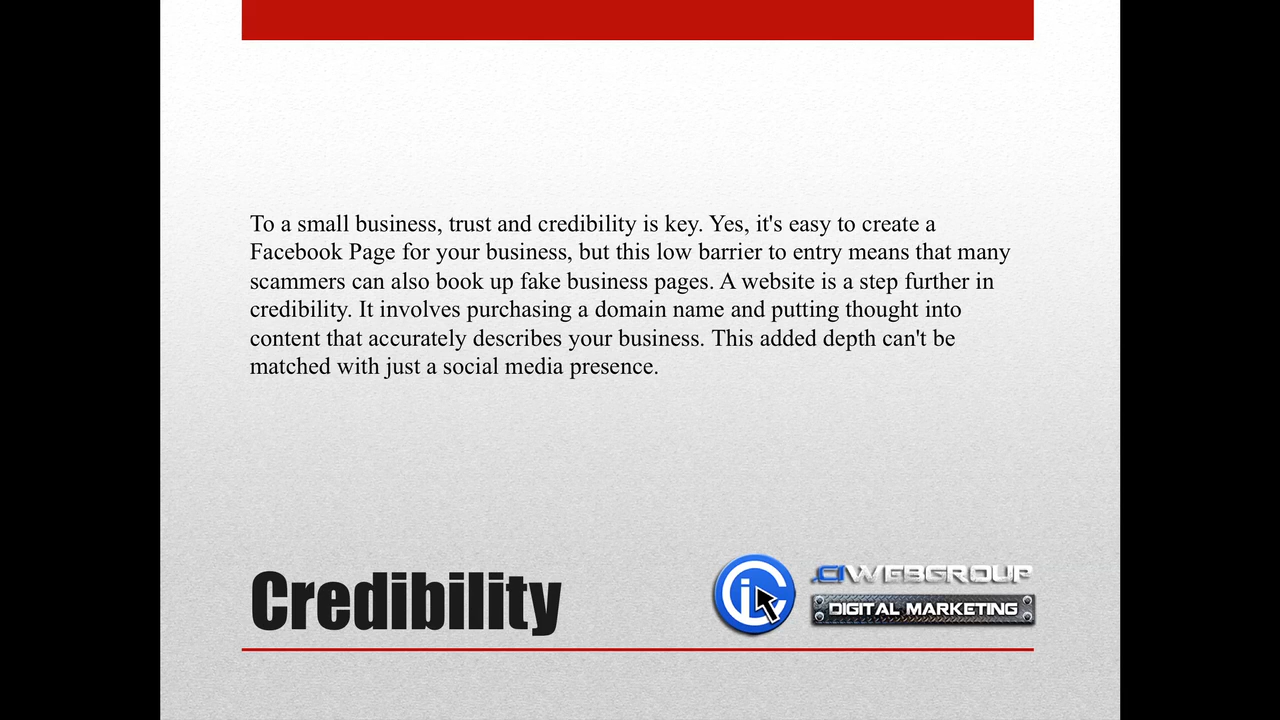 To a small business, trust and credibility is key. Yes, it's easy to create a
Facebook Page for your business, but this low barrier to entry means that many
scammers can also book up fake business pages. A website is a step further in
credibility. It involves purchasing a domain name and putting thought into
content that accurately describes your business. This added depth can't be
matched with just a social media presence.
Credibility
CIWEBGROUP
DIGITAL MARKETING